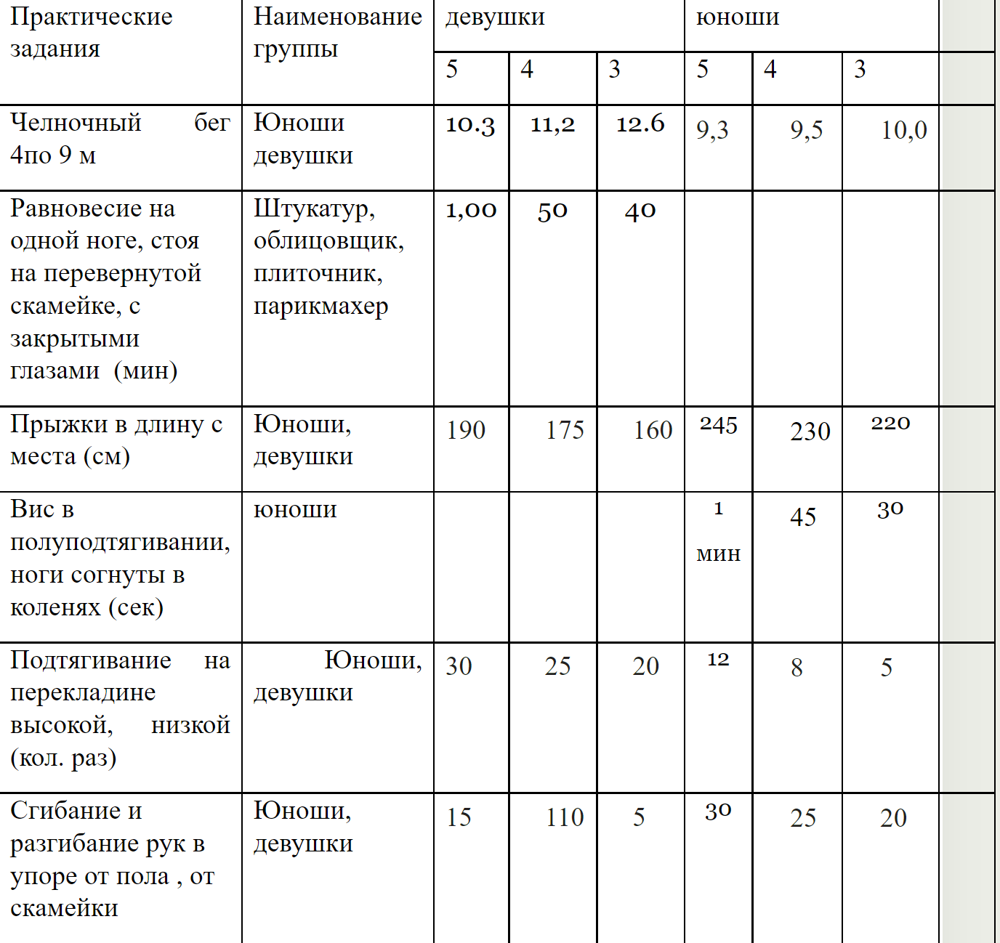 Практические Наименование девушки юноши
задания группы
5 4 3 5 4 3
Челночный бег Юноши 10.3 11,2 12.6 9,3 9,5 10,0
4по 9 м девушки
Равновесие на Штукатур, 1,00 50 40
одной ноге, стоя облицовщик,
на перевернутой плиточник,
скамейке, с парикмахер
закрытыми
глазами (мин)
Прыжки в длину с Юноши, 190 175 160 245 230 220
места (см) девушки
Вис в юноши 1 45 30
полуподтягивании, мин
ноги согнуты в
коленях (сек)
Подтягивание на Юноши, 30 25 20 12 8 5
перекладине девушки
высокой, низкой
(кол. раз)
Сгибание и Юноши, 15 110 5 30 25 20
разгибание рук в девушки
упоре от пола , от
скамейки